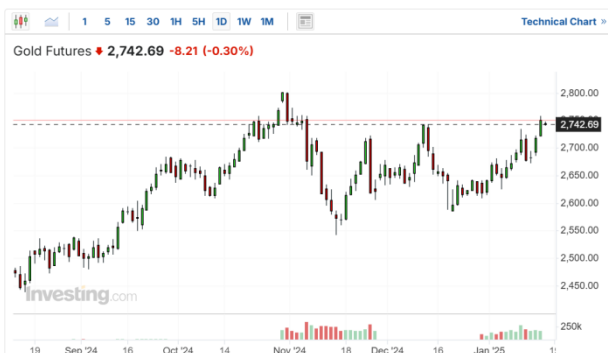 1 5 15 30 1H 5H 1D 1W 1M Technical Chart »
Gold Futures 2,742.69 -8.21 (-0.30%)
2,800.00
2,742.69
2,700.00
2,650.00
2,600.00
2,550.00
2,500.00
2,450.00
Investing.com
250k
19 Sep '24 16 Oct '24 14 Nov '24 18 Dec '24 16 Jan '25